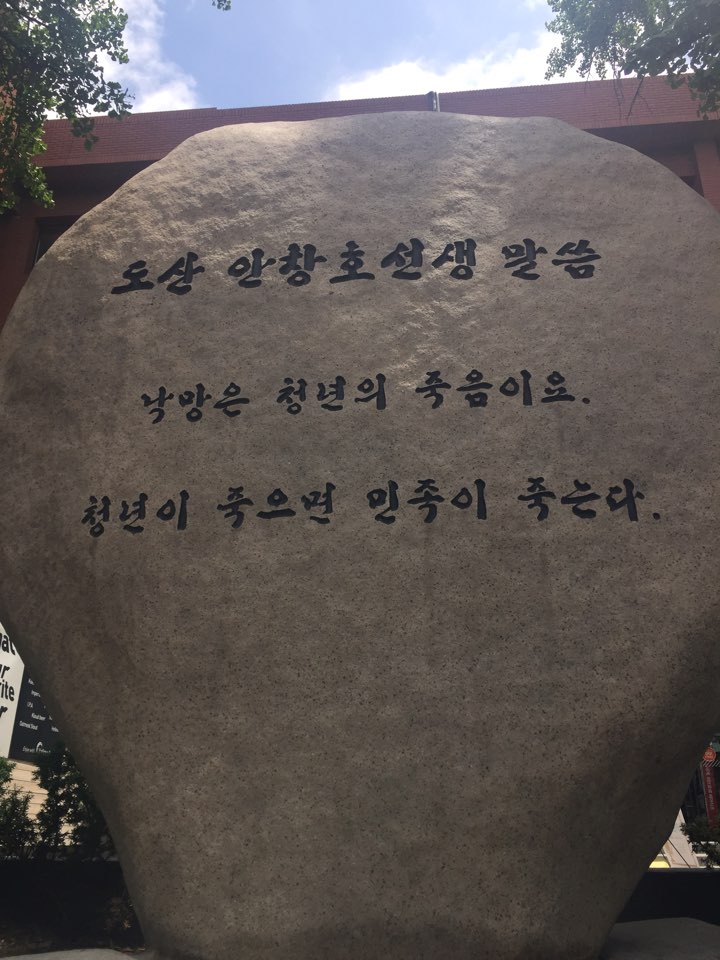 도산 안창호선생 말씀
낙망은 청년의 죽음이요.
청년이 죽으면 민족이 죽는다.